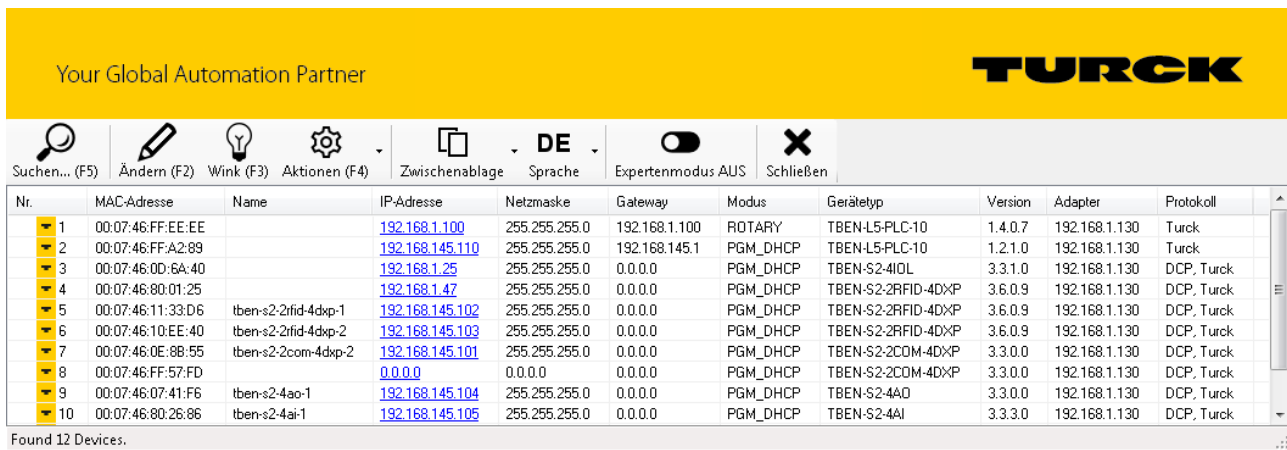 Your Global Automation Partner
TURCK
Suchen... (F5) Ändern (F2) Wink (F3) Aktionen (F4) Zwischenablage DE Sprache Expertenmodus AUS Schließen
Nr. MAC-Adresse Name IP-Adresse Netzmaske Gateway Modus Gerätetyp Version Adapter Protokoll
1 00:07:46:FF:EE:EE 192.168.1.100 255.255.255.0 192.168.1.100 ROTARY TBEN-L5-PLC-10 1.4.0.7 192.168.1.130 Turck
2 00:07:46:FF:A2:89 192.168.145.110 255.255.255.0 192.168.145.1 PGM_DHCP TBEN-L5-PLC-10 1.2.1.0 192.168.1.130 Turck
3 00:07:46:0D:6A:40 192.168.1.25 255.255.255.0 0.0.0.0 PGM_DHCP TBEN-S2-4IOL 3.3.1.0 192.168.1.130 DCP, Turck
4 00:07:46:80:01:25 192.168.1.47 255.255.255.0 0.0.0.0 PGM_DHCP TBEN-S2-2RFID-4DXP 3.6.0.9 192.168.1.130 DCP, Turck
5 00:07:46:11:33:D6 tben-s2-2rfid-4dxp-1 192.168.145.102 255.255.255.0 0.0.0.0 PGM_DHCP TBEN-S2-2RFID-4DXP 3.6.0.9 192.168.1.130 DCP, Turck
6 00:07:46:10:EE:40 tben-s2-2rfid-4dxp-2 192.168.145.103 255.255.255.0 0.0.0.0 PGM_DHCP TBEN-S2-2RFID-4DXP 3.6.0.9 192.168.1.130 DCP, Turck
7 00:07:46:0E:8B:55 tben-s2-2com-4dxp-2 192.168.145.101 255.255.255.0 0.0.0.0 PGM_DHCP TBEN-S2-2COM-4DXP 3.3.0.0 192.168.1.130 DCP, Turck
8 00:07:46:FF:57:FD 0.0.0.0 0.0.0.0 0.0.0.0 PGM_DHCP TBEN-S2-2COM-4DXP 3.3.0.0 192.168.1.130 DCP, Turck
9 00:07:46:07:41:F6 tben-s2-4ao-1 192.168.145.104 255.255.255.0 0.0.0.0 PGM_DHCP TBEN-S2-4AO 3.3.0.0 192.168.1.130 DCP, Turck
10 00:07:46:80:26:86 tben-s2-4ai-1 192.168.145.105 255.255.255.0 0.0.0.0 PGM_DHCP TBEN-S2-4AI 3.3.3.0 192.168.1.130 DCP, Turck
Found 12 Devices.